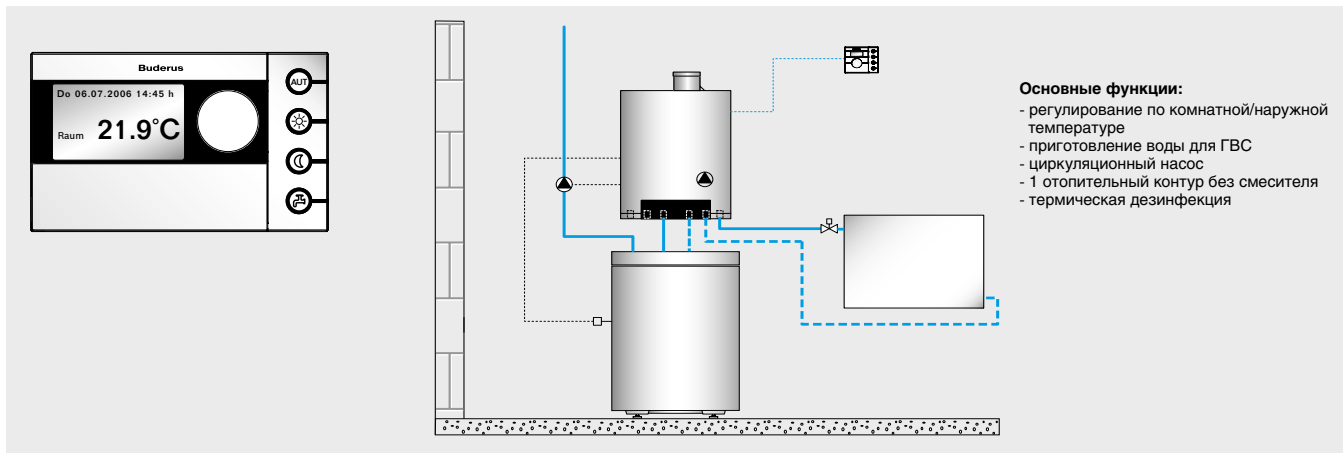 Buderus
Do 06.07.2006 14:45 h
Raum 21.9°C
AUT
Основные функции:
- регулирование по комнатной/наружной
температуре
- приготовление воды для ГВС
- циркуляционный насос
- 1 отопительный контур без смесителя
- термическая дезинфекция